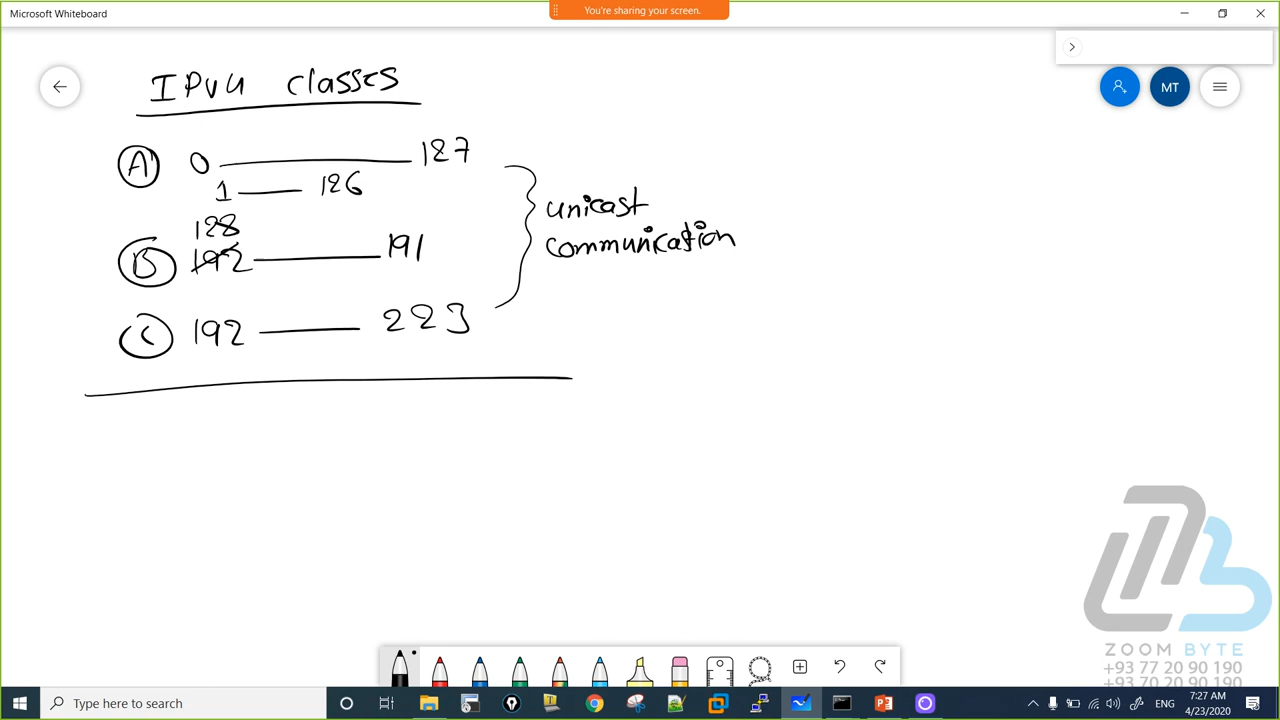 Microsoft Whiteboard
You're sharing your screen.
MT
IPv4 classes
A 0 127
1 126
128
B 192 191
C 192 223
unicast
communication
ZOOM BYTE
+93 77 20 90 190
+93 77 20 90 190
Type here to search
ENG
7:27 AM
4/23/2020